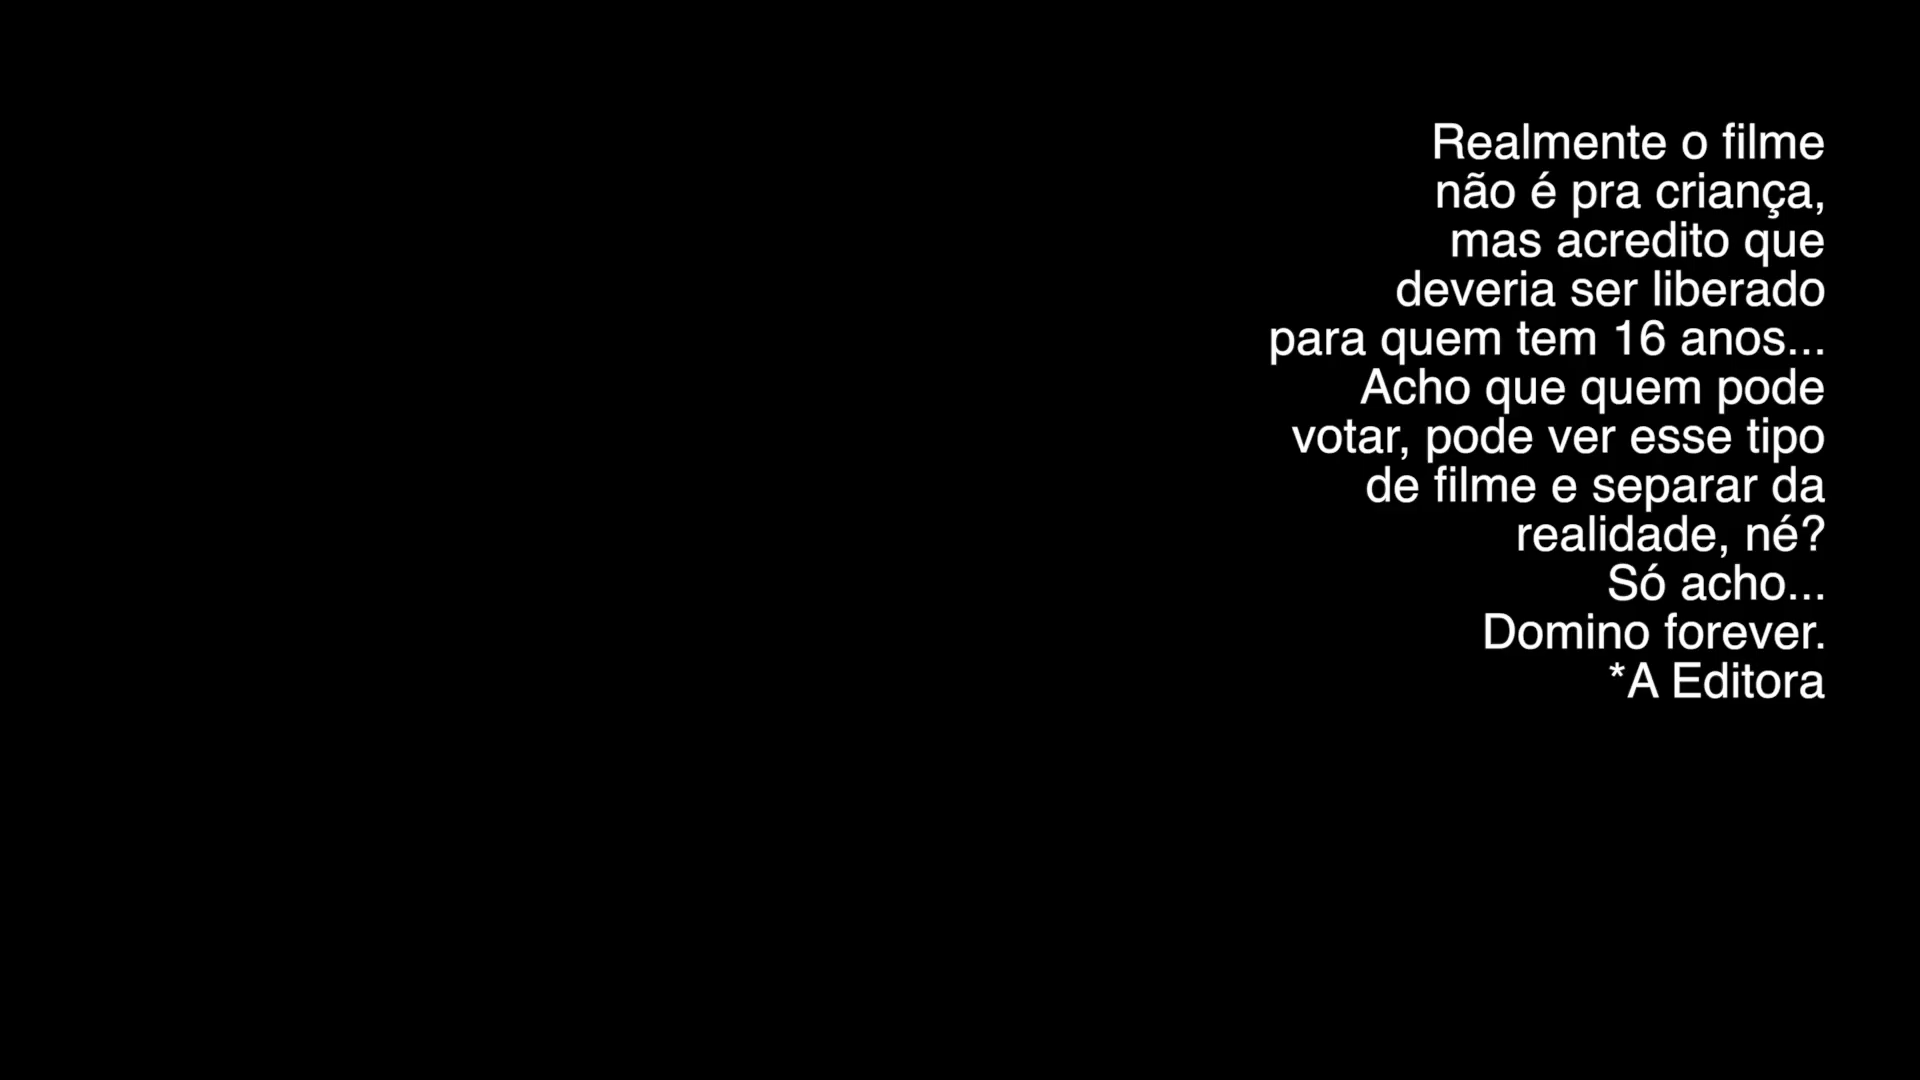 Realmente o filme
não é pra criança,
mas acredito que
deveria ser liberado
para quem tem 16 anos...
Acho que quem pode
votar, pode ver esse tipo
de filme e separar da
realidade, né?
Só acho...
Domino forever.
*A Editora